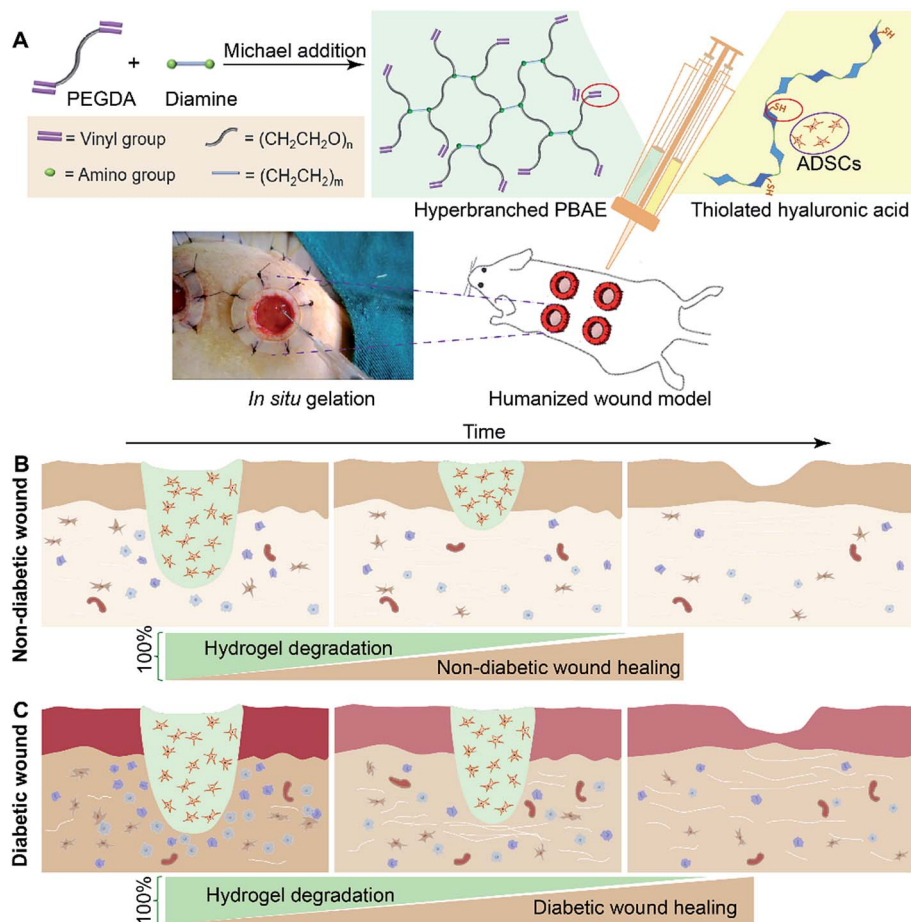 A
PEGDA
+
Diamine
Michael addition
= Vinyl group
= (CH₂CH₂O)ₙ
= Amino group
= (CH₂CH₂)ₘ
Hyperbranched PBAE
SH
SH
SH
ADSCs
Thiolated hyaluronic acid
In situ gelation
Humanized wound model
Time
B
Non-diabetic wound
100%
Hydrogel degradation
Non-diabetic wound healing
C
Diabetic wound
100%
Hydrogel degradation
Diabetic wound healing